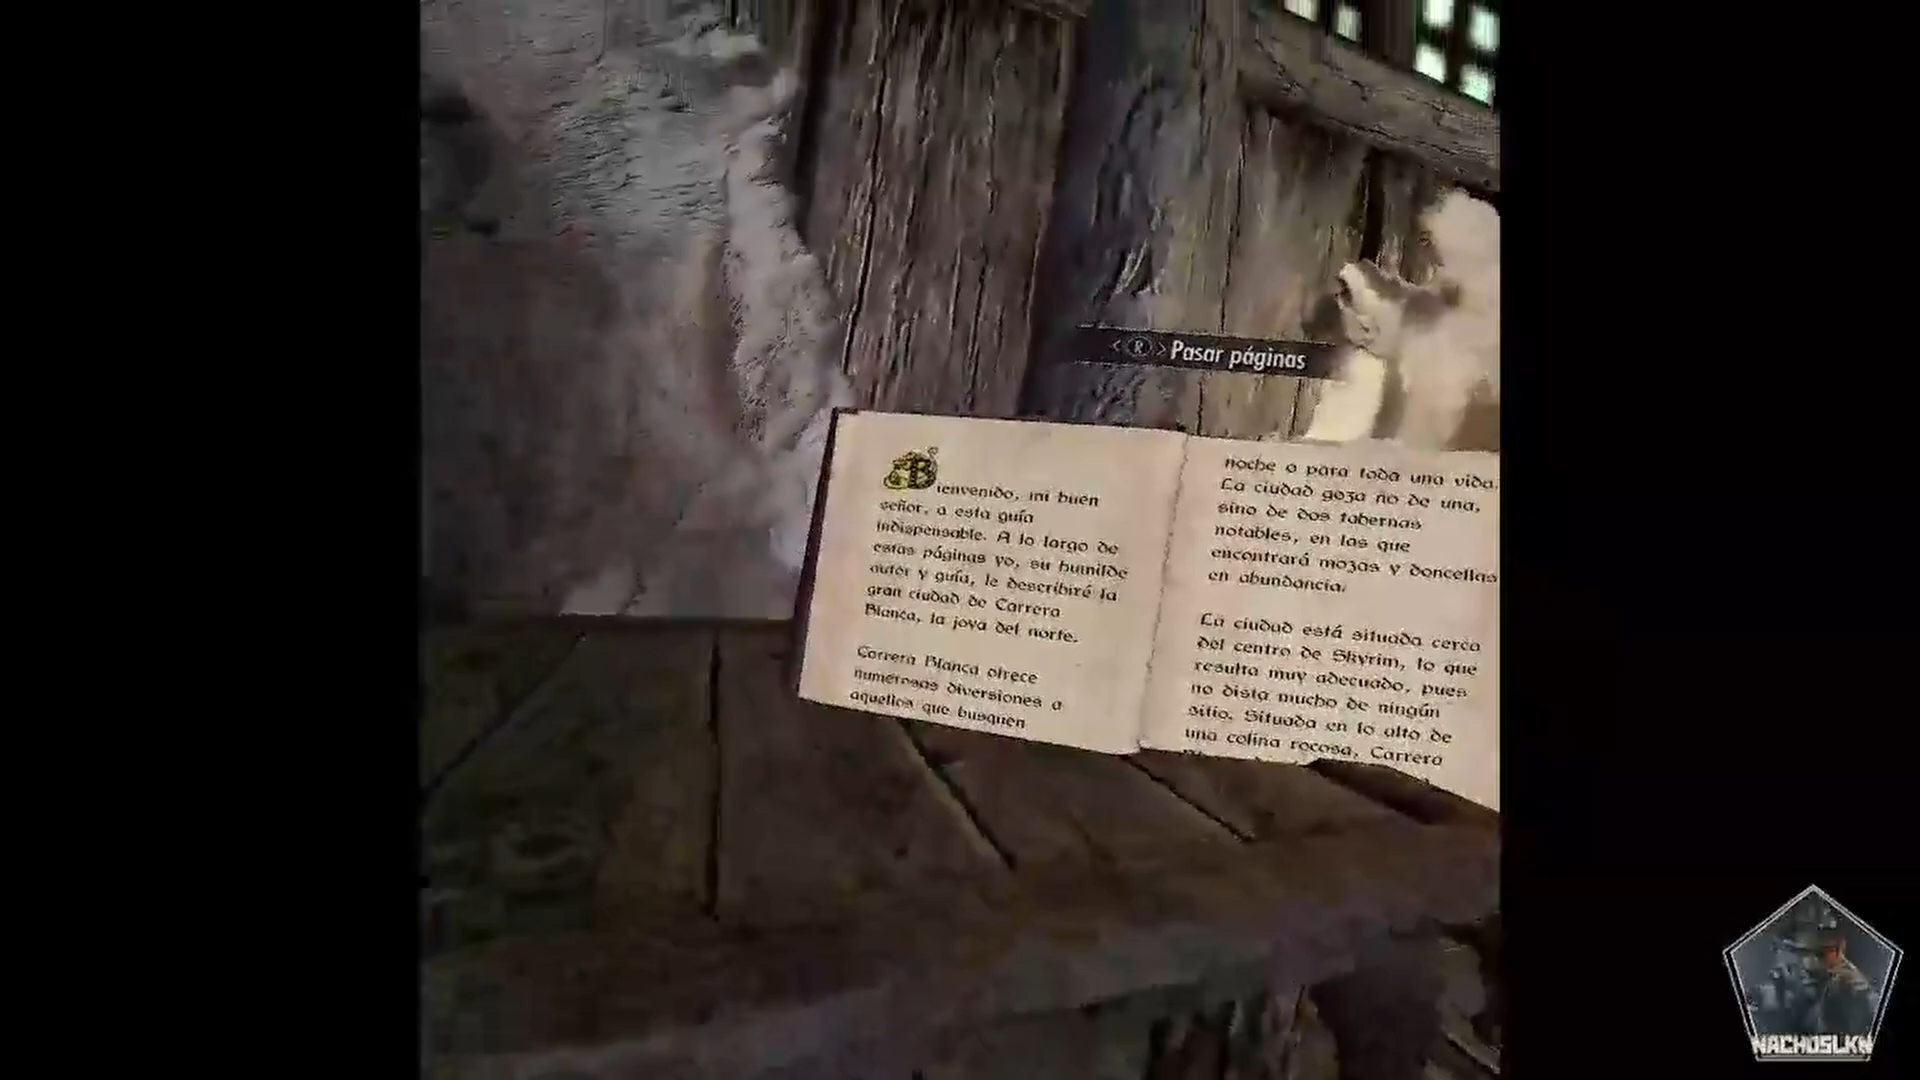 < R > Pasar páginas
Bienvenido, mi buen
señor, a esta guía
indispensable. A lo largo de
estas páginas yo, su humilde
autor y guía, le describiré la
gran ciudad de Carrera
Blanca, la joya del norte.
Carrera Blanca ofrece
numerosas diversiones a
aquellos que busquen
noche o para toda una vida.
La ciudad goza no de una,
sino de dos tabernas
notables, en las que
encontrará mozas y doncellas
en abundancia.
La ciudad está situada cerca
del centro de Skyrim, lo que
resulta muy adecuado, pues
no dista mucho de ningún
sitio. Situada en lo alto de
una colina rocosa, Carrera
NACHOSLKN